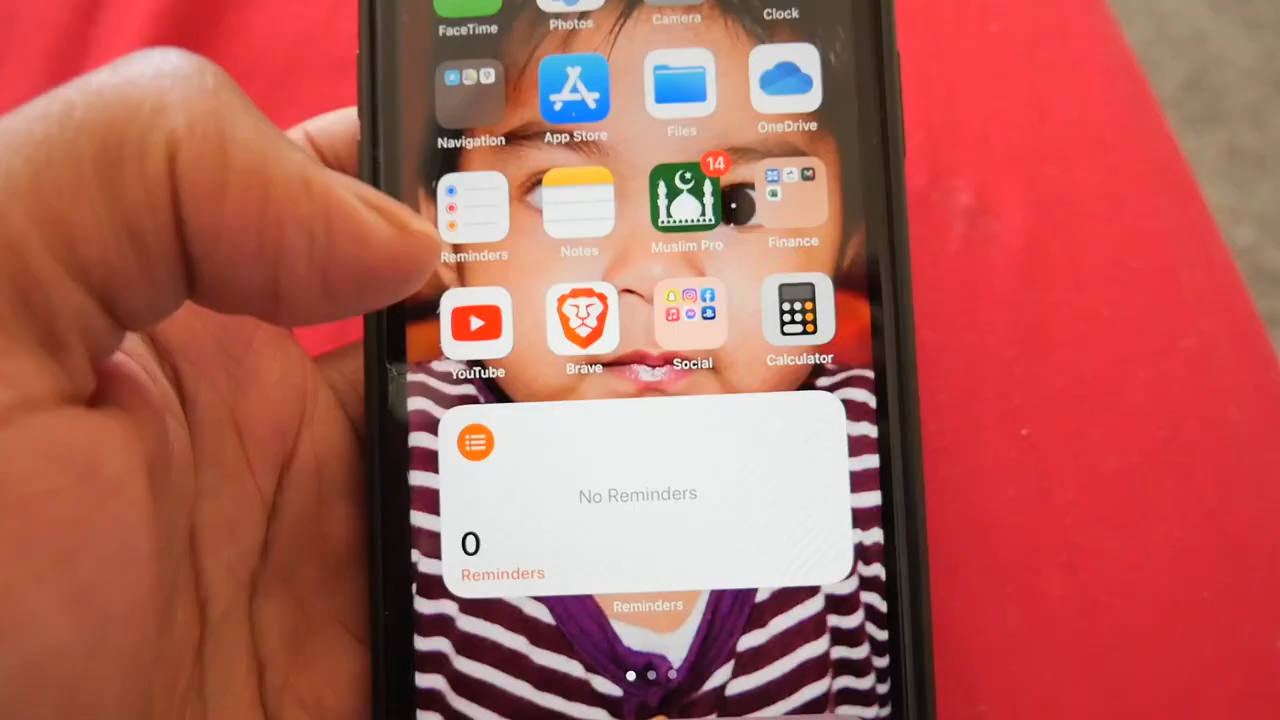 FaceTime
Photos
Camera
Clock
Navigation
App Store
Files
OneDrive
14
Reminders
Notes
Muslim Pro
Finance
YouTube
Brave
Social
Calculator
No Reminders
0
Reminders
Reminders